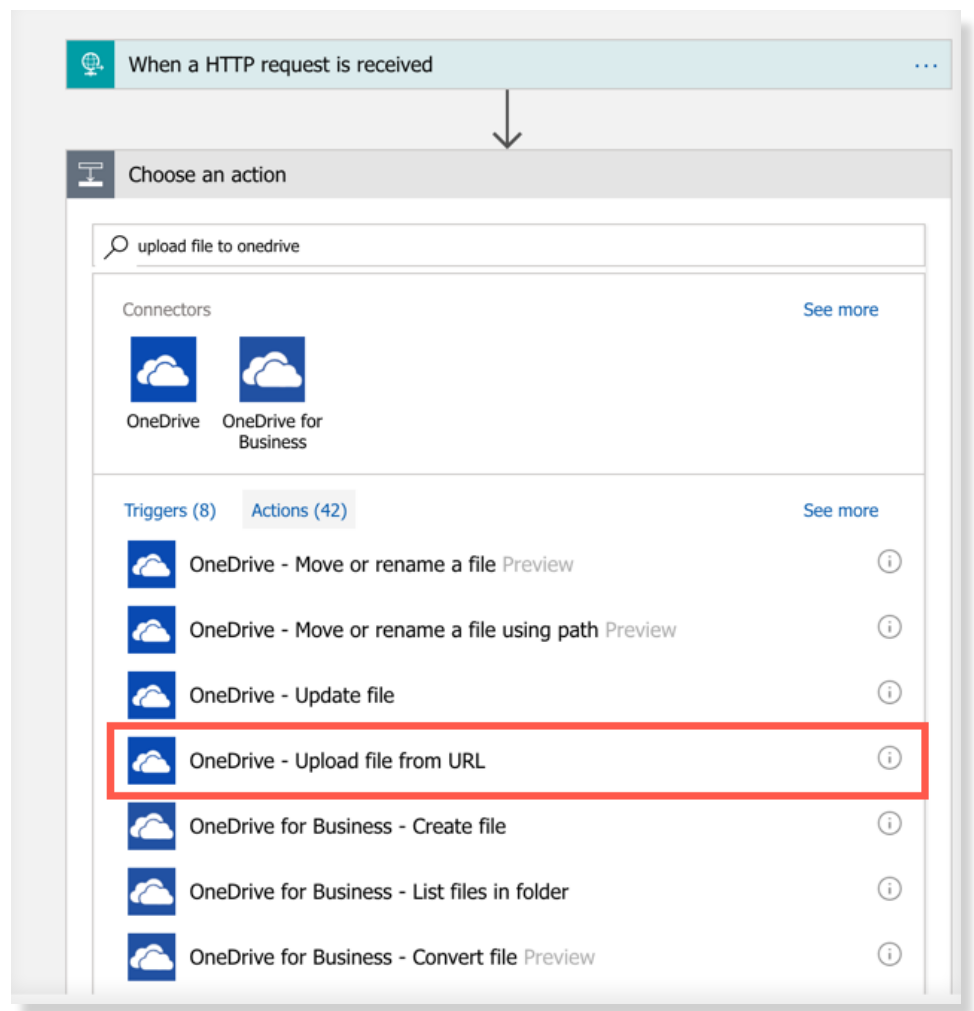 When a HTTP request is received
Choose an action
upload file to onedrive
Connectors
See more
OneDrive
OneDrive for
Business
Triggers (8)
Actions (42)
See more
OneDrive - Move or rename a file Preview
OneDrive - Move or rename a file using path Preview
OneDrive - Update file
OneDrive - Upload file from URL
OneDrive for Business - Create file
OneDrive for Business - List files in folder
OneDrive for Business - Convert file Preview